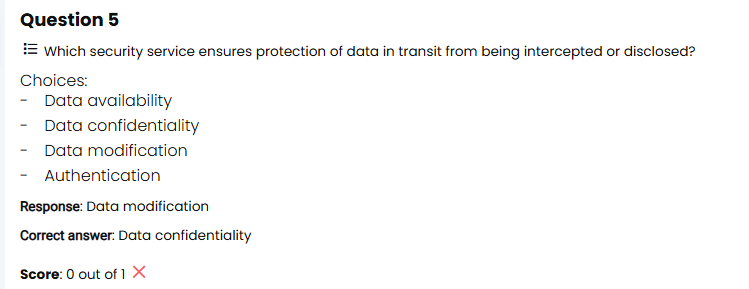 Question 5
Which security service ensures protection of data in transit from being intercepted or disclosed?
Choices:
- Data availability
- Data confidentiality
- Data modification
- Authentication
Response: Data modification
Correct answer: Data confidentiality
Score: 0 out of 1